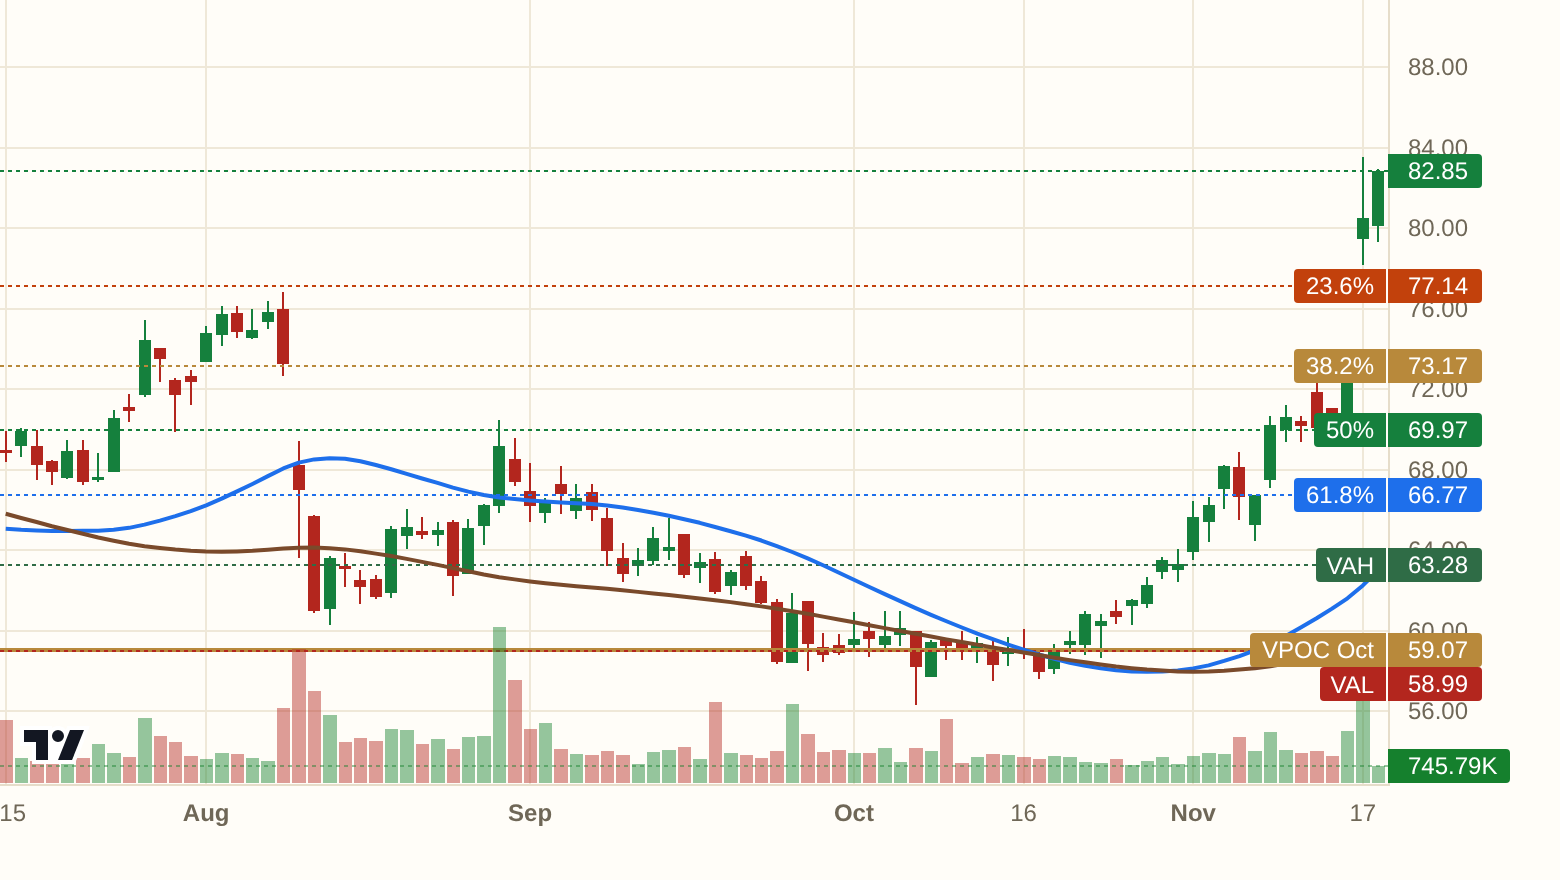 88.00
84.00
82.85
80.00
23.6% 77.14
76.00
38.2% 73.17
72.00
50% 69.97
68.00
61.8% 66.77
64.00
VAH 63.28
60.00
VPOC Oct 59.07
VAL 58.99
56.00
745.79K
15 Aug Sep Oct 16 Nov 17